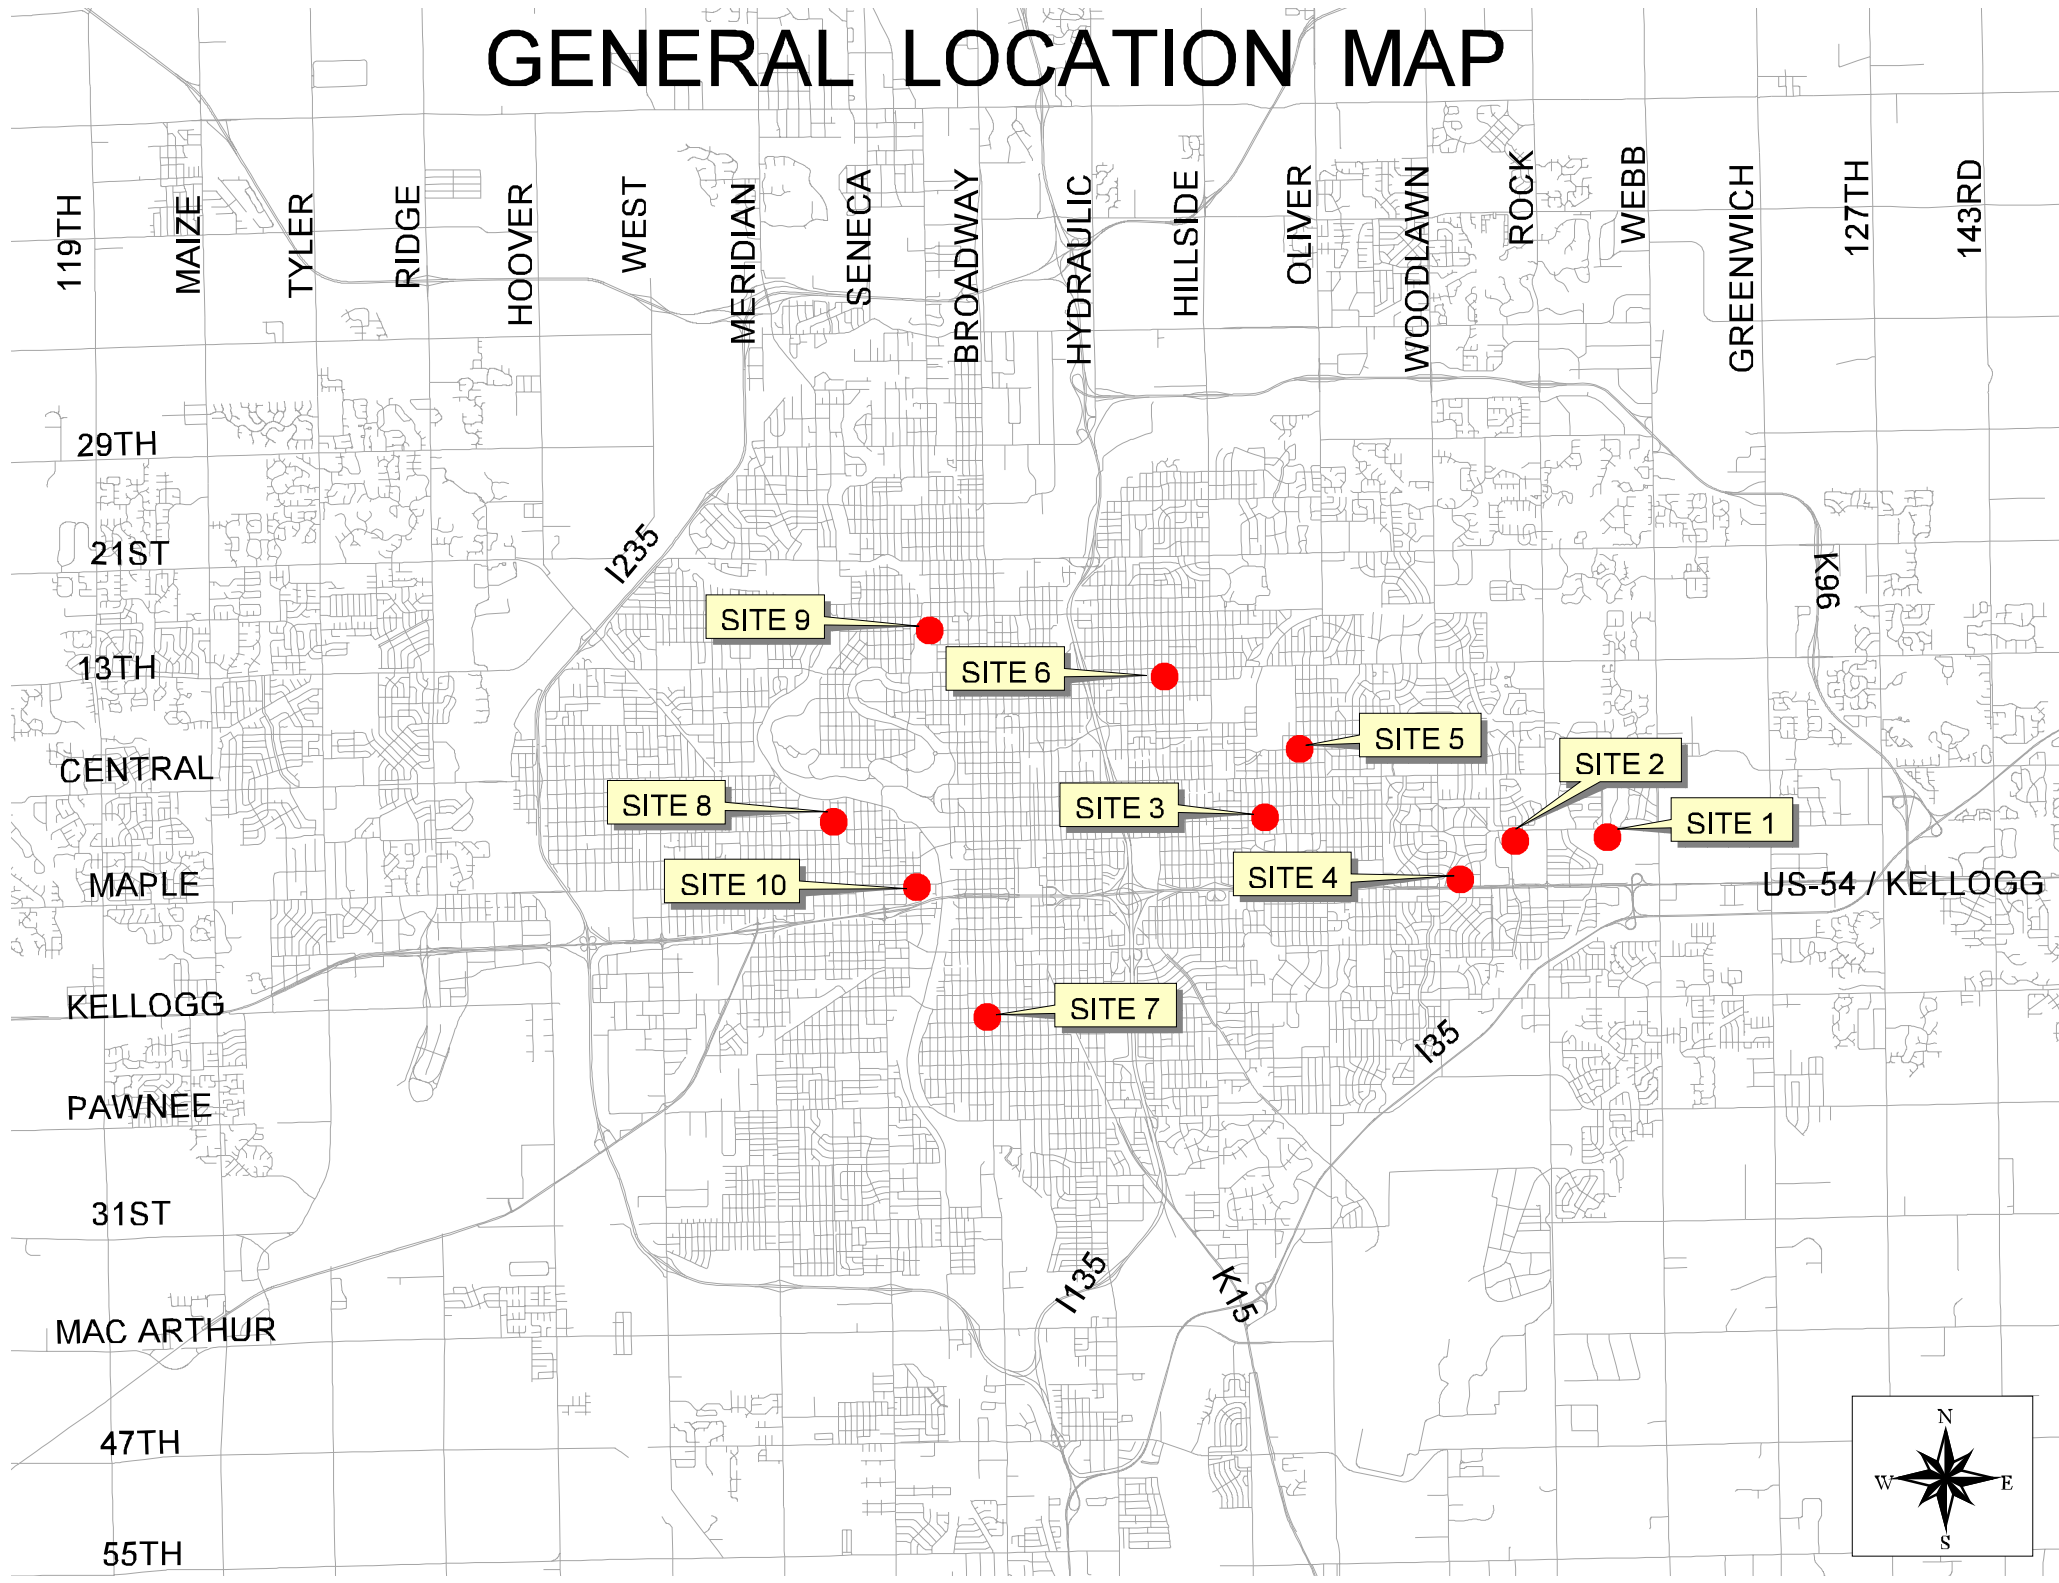 GENERAL LOCATION MAP
119TH
MAIZE
TYLER
RIDGE
HOOVER
WEST
MERIDIAN
SENECA
BROADWAY
HYDRAULIC
HILLSIDE
OLIVER
WOODLAWN
ROCK
WEBB
GREENWICH
127TH
143RD
29TH
21ST
I235
K96
SITE 9
13TH
SITE 6
SITE 5
CENTRAL
SITE 2
SITE 8
SITE 3
SITE 1
MAPLE
SITE 10
SITE 4
US-54 / KELLOGG
KELLOGG
SITE 7
I35
PAWNEE
31ST
I135
K15
MAC ARTHUR
47TH
55TH
N
W E
S